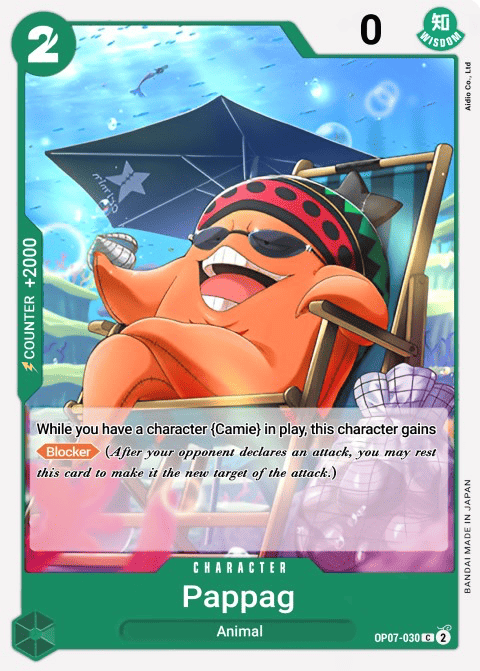 2
0
知
WISDOM
Aidio Co., Ltd
COUNTER +2000
While you have a character {Camie} in play, this character gains
Blocker (After your opponent declares an attack, you may rest
this card to make it the new target of the attack.)
BANDAI MADE IN JAPAN
CHARACTER
Pappag
Animal
OP07-030 C 2